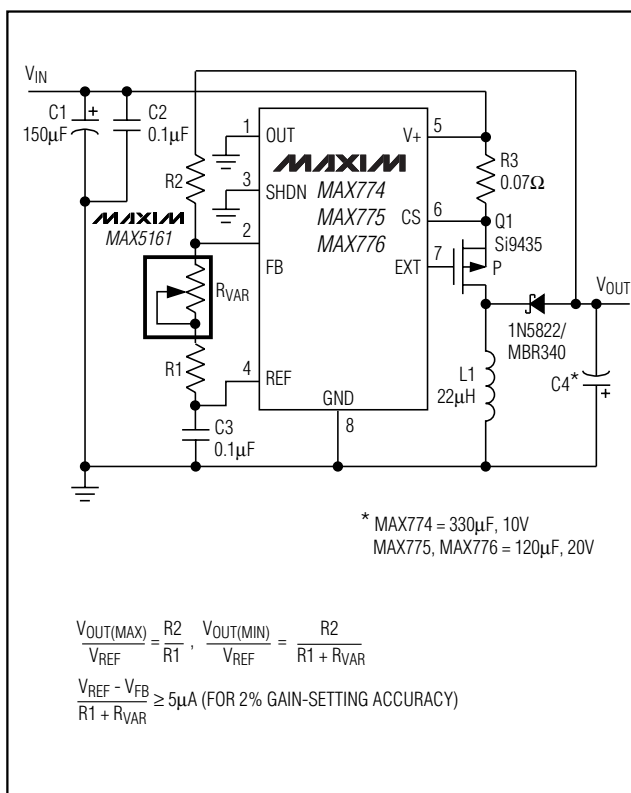 V_IN
C1
150µF
+
C2
0.1µF
R2
MAXIM
MAX5161
R_VAR
R1
C3
0.1µF
1
OUT
3
SHDN
2
FB
4
REF
MAXIM
MAX774
MAX775
MAX776
GND
8
V+
5
CS
6
EXT
7
R3
0.07Ω
Q1
Si9435
P
V_OUT
1N5822/
MBR340
L1
22µH
C4*
+
* MAX774 = 330µF, 10V
MAX775, MAX776 = 120µF, 20V
V_OUT(MAX) / V_REF = R2 / R1 , V_OUT(MIN) / V_REF = R2 / R1 + R_VAR
V_REF - V_FB / R1 + R_VAR ≥ 5µA (FOR 2% GAIN-SETTING ACCURACY)